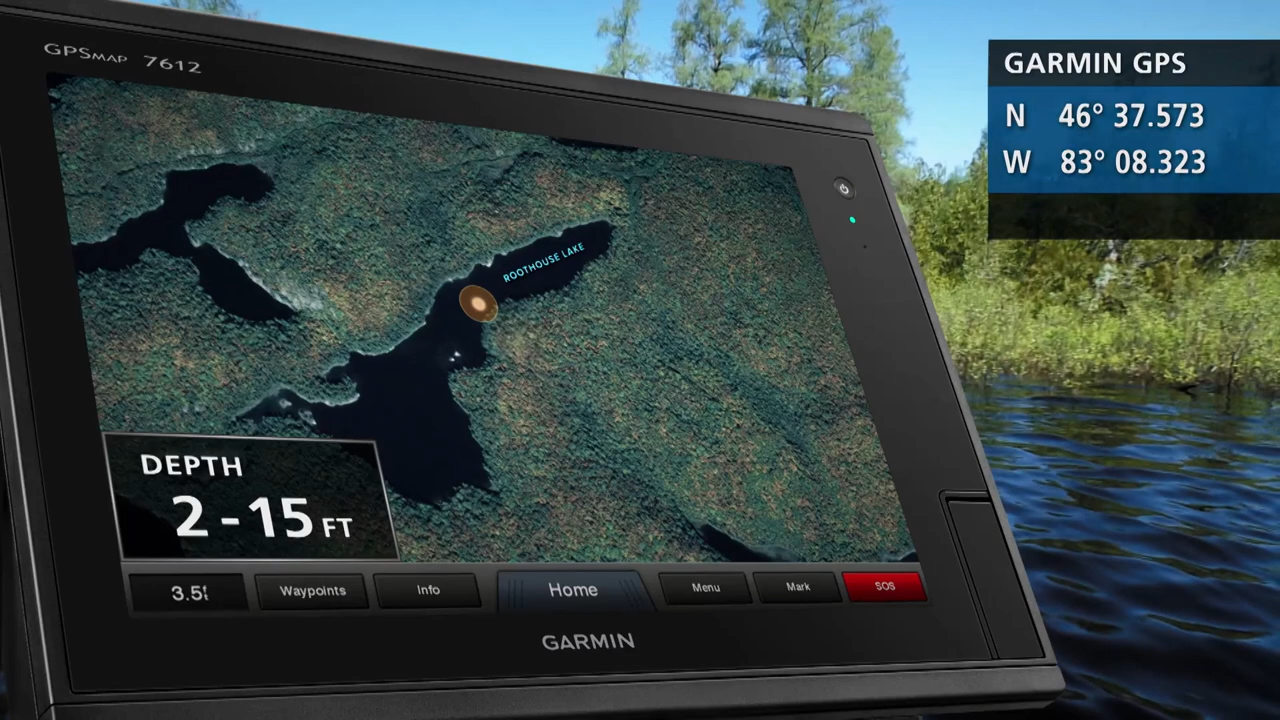 GPSMAP 7612
GARMIN GPS
N 46° 37.573
W 83° 08.323
ROOTHOUSE LAKE
DEPTH
2-15 FT
Waypoints
Info
Home
Menu
Mark
SOS
GARMIN